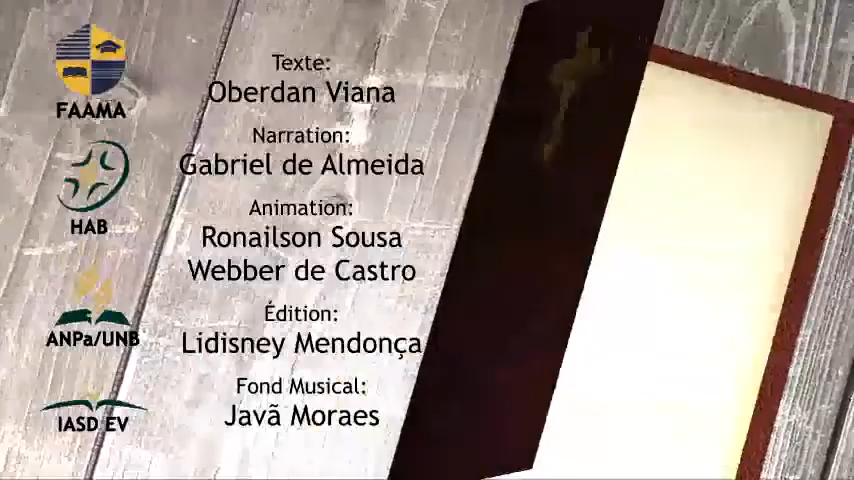 FAAMA
HAB
ANPa/UNB
IASD EV
Texte:
Oberdan Viana
Narration:
Gabriel de Almeida
Animation:
Ronailson Sousa
Webber de Castro
Édition:
Lidisney Mendonça
Fond Musical:
Javã Moraes